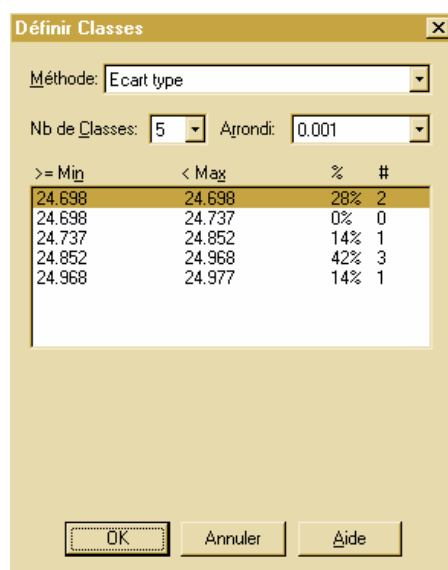 Définir Classes
Méthode: Ecart type
Nb de Classes: 5 Arrondi: 0.001
>= Min < Max % #
24.698 24.698 28% 2
24.698 24.737 0% 0
24.737 24.852 14% 1
24.852 24.968 42% 3
24.968 24.977 14% 1
OK Annuler Aide